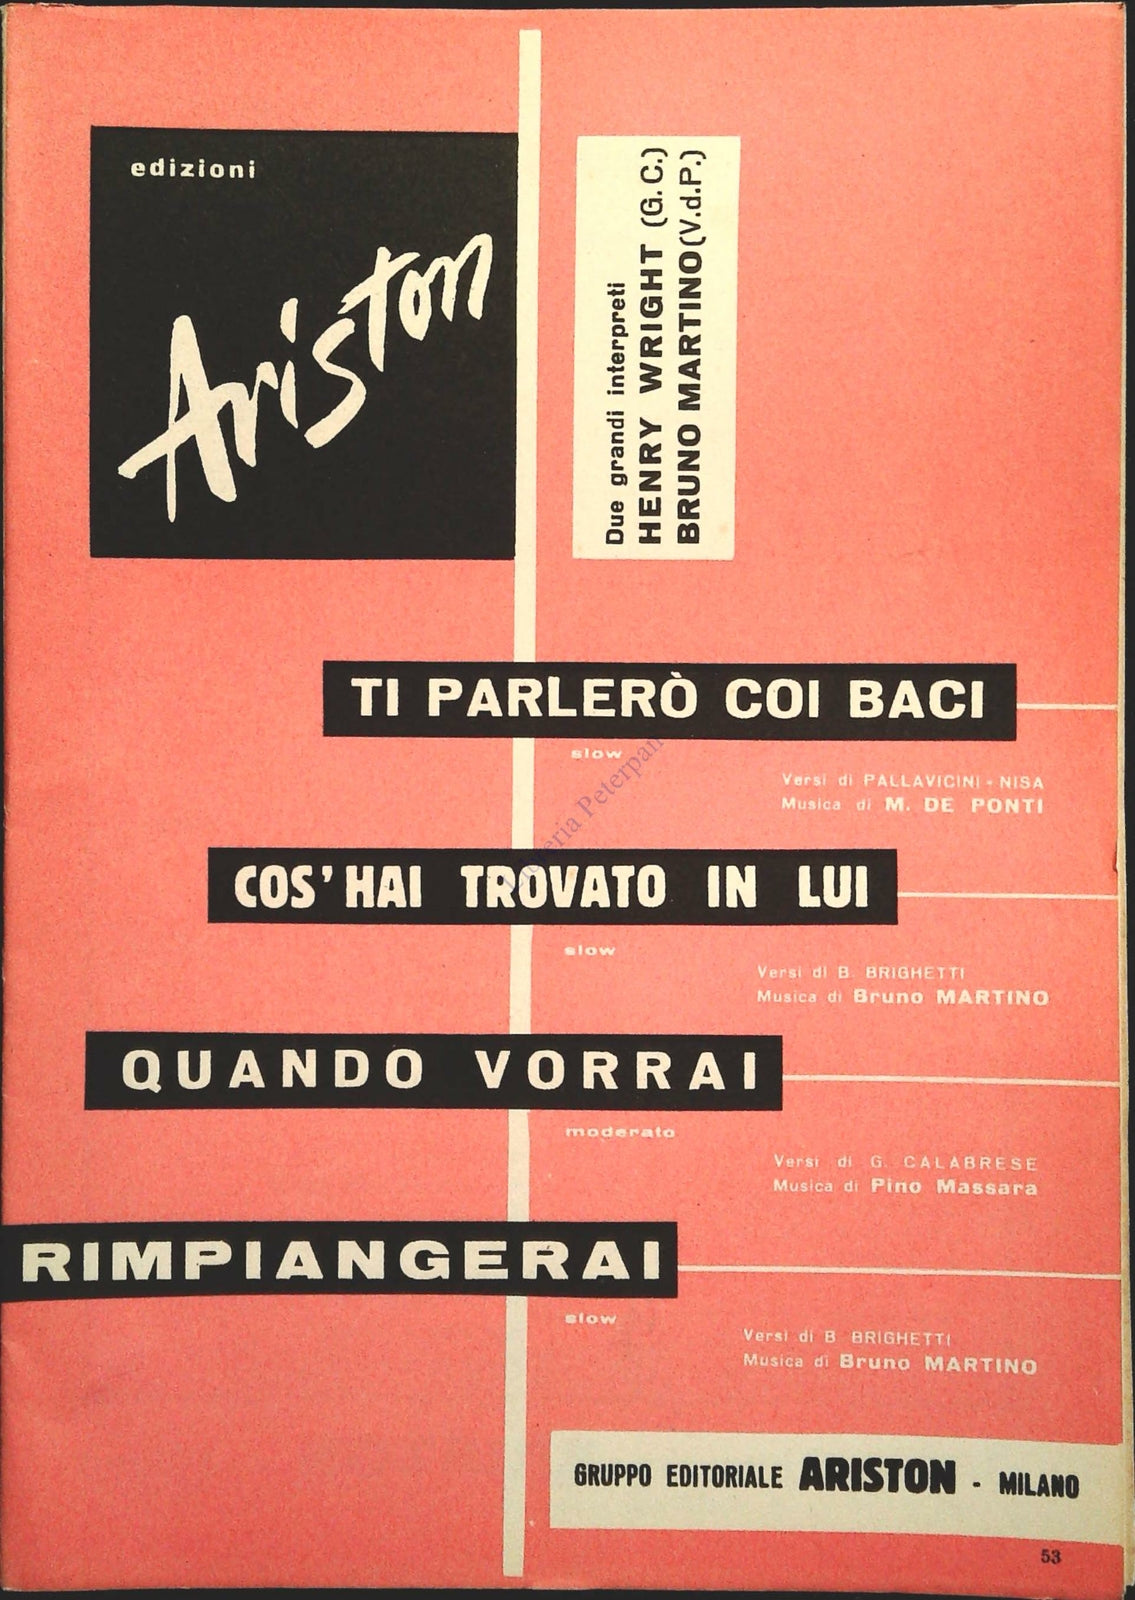 edizioni
Ariston
Due grandi interpreti
HENRY WRIGHT (G.C.)
BRUNO MARTINO (V.d.P.)
TI PARLERÒ COI BACI
slow
Versi di PALLAVICINI - NISA
Musica di M. DE PONTI
Libreria Peterpan
COS'HAI TROVATO IN LUI
slow
Versi di B. BRIGHETTI
Musica di Bruno MARTINO
QUANDO VORRAI
moderato
Versi di G. CALABRESE
Musica di Pino Massara
RIMPIANGERAI
slow
Versi di B BRIGHETTI
Musica di Bruno MARTINO
GRUPPO EDITORIALE ARISTON - MILANO
53